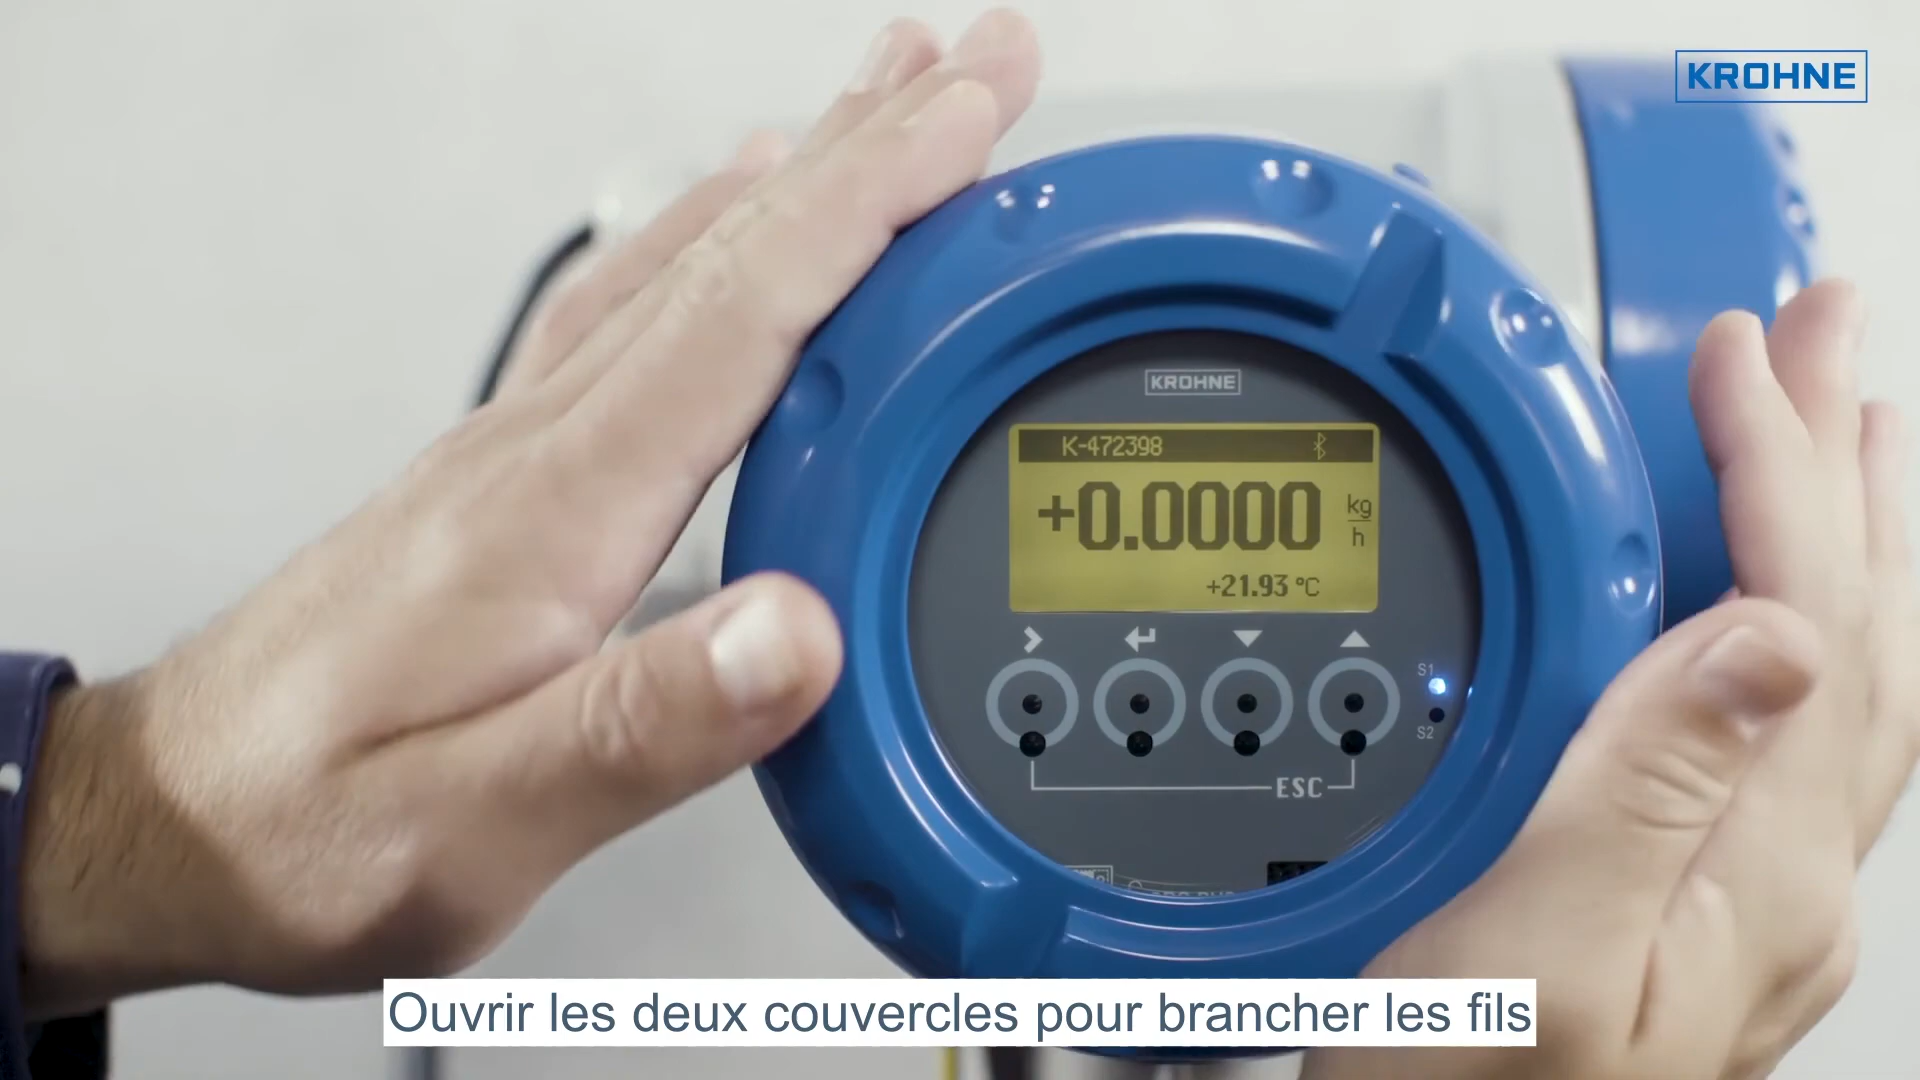 KROHNE
KROHNE
K-472398
+0.0000 kg/h
+21.93 °C
S1
S2
ESC
Ouvrir les deux couvercles pour brancher les fils